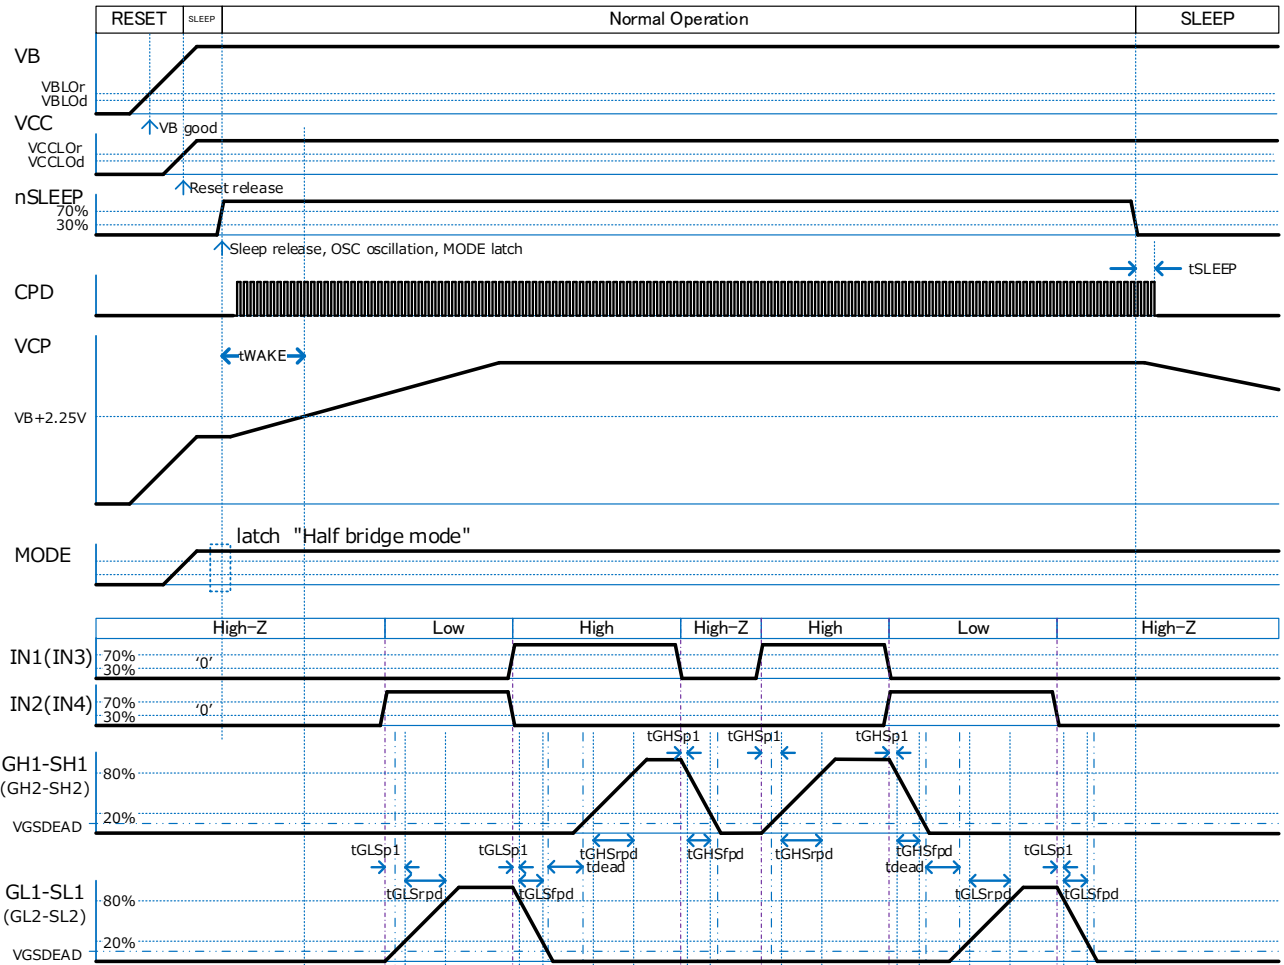 RESET SLEEP Normal Operation SLEEP
VB
VBLOr
VBLOd
VB good
VCC
VCCLOr
VCCLOd
Reset release
nSLEEP
70%
30%
Sleep release, OSC oscillation, MODE latch
tSLEEP
CPD
VCP
tWAKE
VB+2.25V
latch "Half bridge mode"
MODE
High-Z Low High High-Z High Low High-Z
IN1(IN3) 70% '0'
30%
IN2(IN4) 70% '0'
30%
tGHSp1 tGHSp1 tGHSp1
GH1-SH1
80%
(GH2-SH2)
20%
VGSDEAD
tGLSp1 tGLSp1 tGHSrpd tGHSfpd tGHSrpd tGHSfpd tGLSp1
tdead tdead
tGLSrpd tGLSfpd tGLSrpd tGLSfpd
GL1-SL1
80%
(GL2-SL2)
20%
VGSDEAD